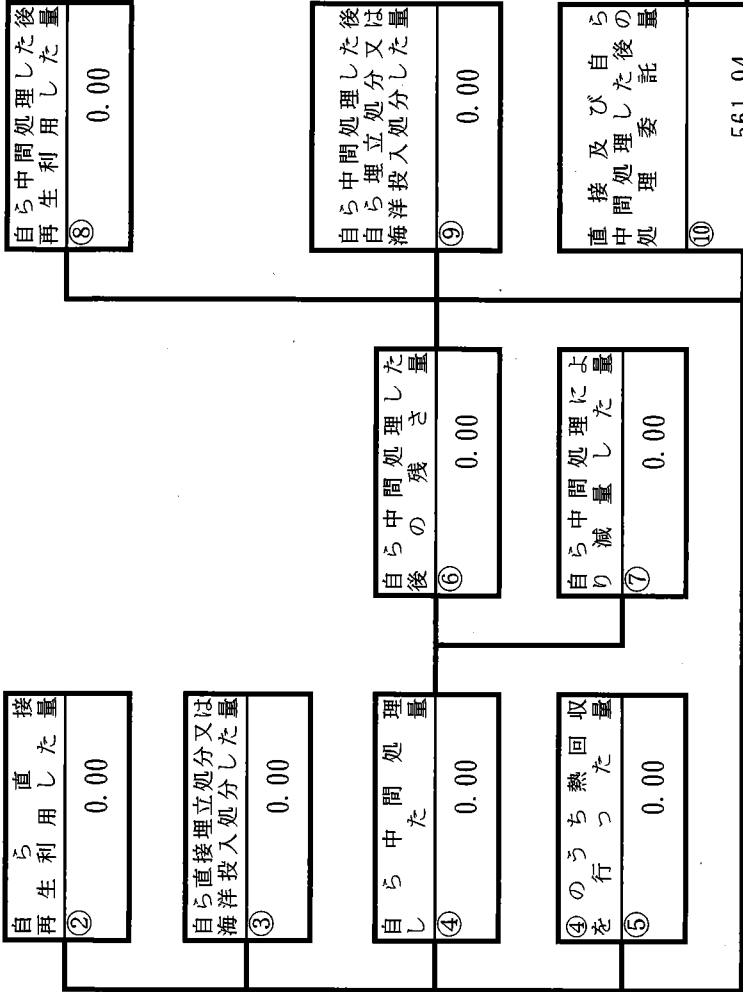 自ら直接
再生利用した量
②
0.00
自ら直接埋立処分又は
海洋投入処分した量
③
0.00
自ら中間処理
した量
④
0.00
④のうち熱回収
を行った量
⑤
0.00
自ら中間処理した
後の残さ量
⑥
0.00
自ら中間処理によ
り減量した量
⑦
0.00
自ら中間処理した後
再生利用した量
⑧
0.00
自ら中間処理した後
自ら埋立処分又は
海洋投入処分した量
⑨
0.00
直接及び自ら
中間処理した後の
処理委託量
⑩
561.94